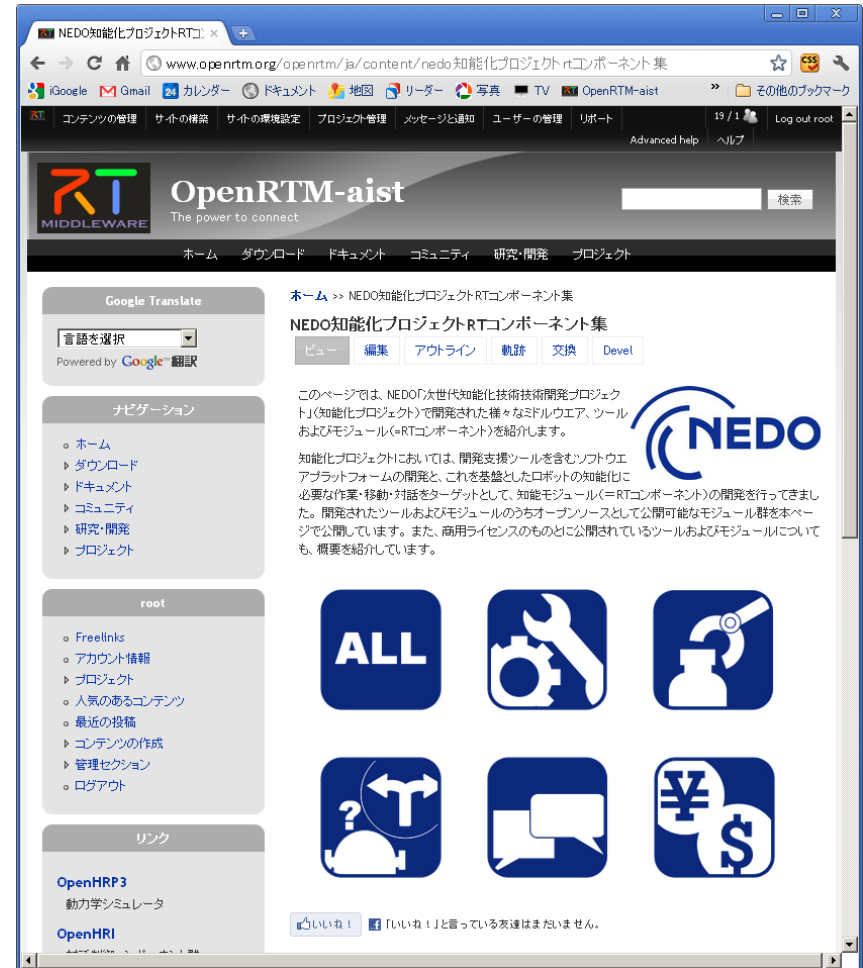 NEDO知能化プロジェクトRTコ
www.openrtm.org/openrtm/ja/content/nedo知能化プロジェクトrtコンポーネント集
iGoogle Gmail カレンダー ドキュメント 地図 リーダー 写真 TV OpenRTM-aist » その他のブックマーク
コンテンツの管理 サイトの構築 サイトの環境設定 プロジェクト管理 メッセージと通知 ユーザーの管理 リポート 19 / 1 Log out root
Advanced help ヘルプ
RT MIDDLEWARE
OpenRTM-aist
The power to connect
検索
ホーム ダウンロード ドキュメント コミュニティ 研究・開発 プロジェクト
Google Translate
言語を選択
Powered by Google™翻訳
ナビゲーション
ホーム
ダウンロード
ドキュメント
コミュニティ
研究・開発
プロジェクト
root
Freelinks
アカウント情報
プロジェクト
人気のあるコンテンツ
最近の投稿
コンテンツの作成
管理セクション
ログアウト
リンク
OpenHRP3
動力学シミュレータ
OpenHRI
ホーム >> NEDO知能化プロジェクトRTコンポーネント集
NEDO知能化プロジェクトRTコンポーネント集
ビュー 編集 アウトライン 軌跡 交換 Devel
このページでは、NEDO「次世代知能化技術技術開発プロジェク
ト」(知能化プロジェクト)で開発された様々なミドルウエア、ツール
およびモジュール(=RTコンポーネント)を紹介します。
NEDO
知能化プロジェクトにおいては、開発支援ツールを含むソフトウエ
アプラットフォームの開発と、これを基盤としたロボットの知能化に
必要な作業・移動・対話をターゲットとして、知能モジュール(=RTコンポーネント)の開発を行ってきまし
た。開発されたツールおよびモジュールのうちオープンソースとして公開可能なモジュール群を本ペー
ジで公開しています。また、商用ライセンスのものとに公開されているツールおよびモジュールについて
も、概要を紹介しています。
ALL
?
¥
$
いいね！ 「いいね！」と言っている友達はまだいません。